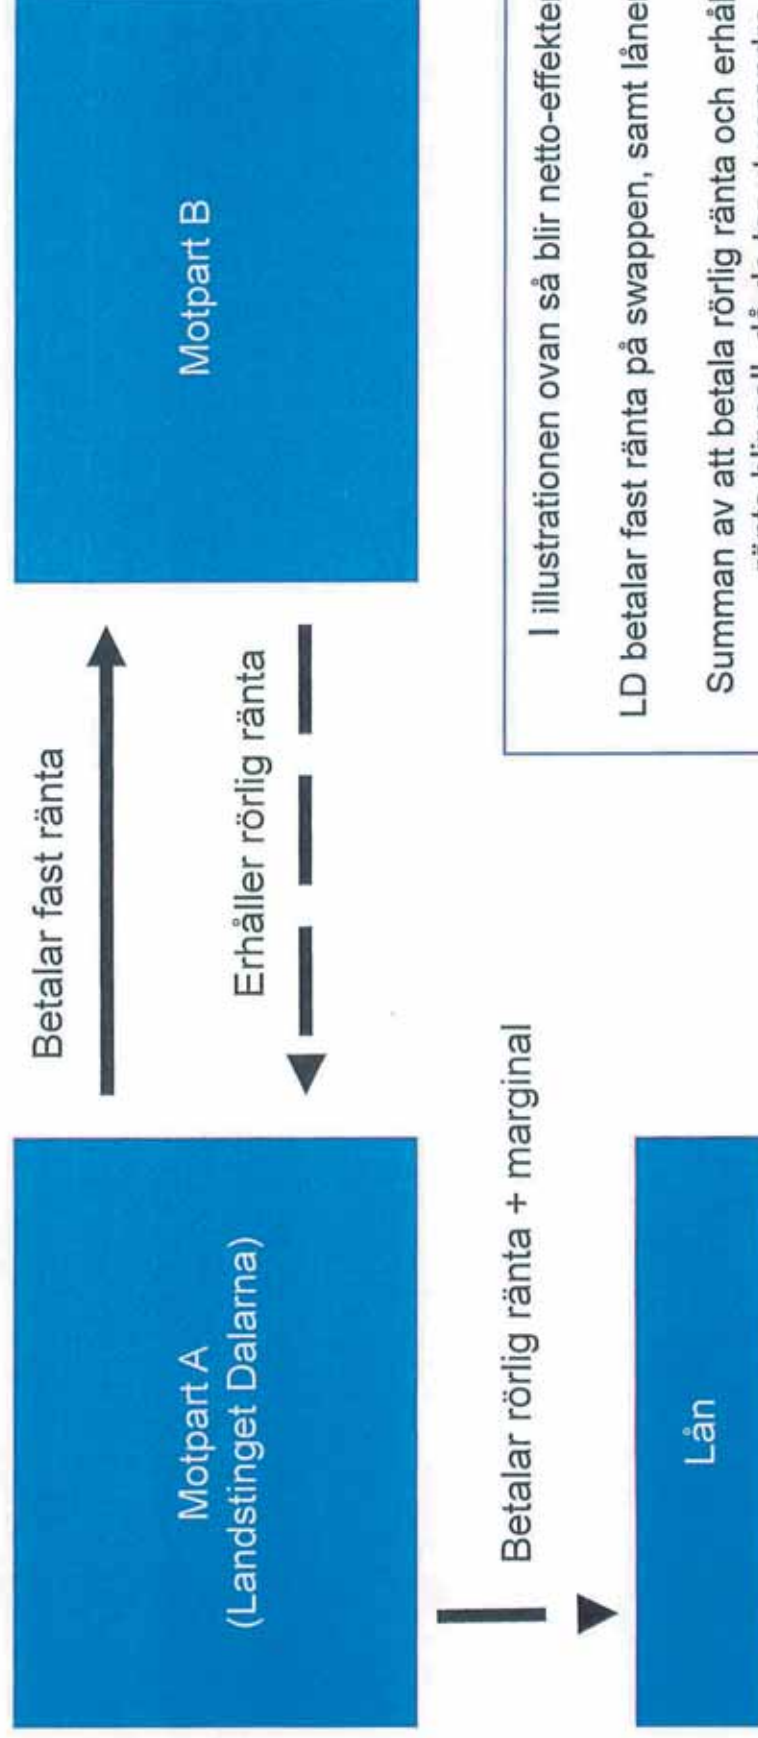 Betalar fast ränta
Motpart A
(Landstinget Dalarna)
Motpart B
Erhåller rörlig ränta
Betalar rörlig ränta + marginal
Lån
I illustrationen ovan så blir netto-effekte
LD betalar fast ränta på swappen, samt låne
Summan av att betala rörlig ränta och erhål